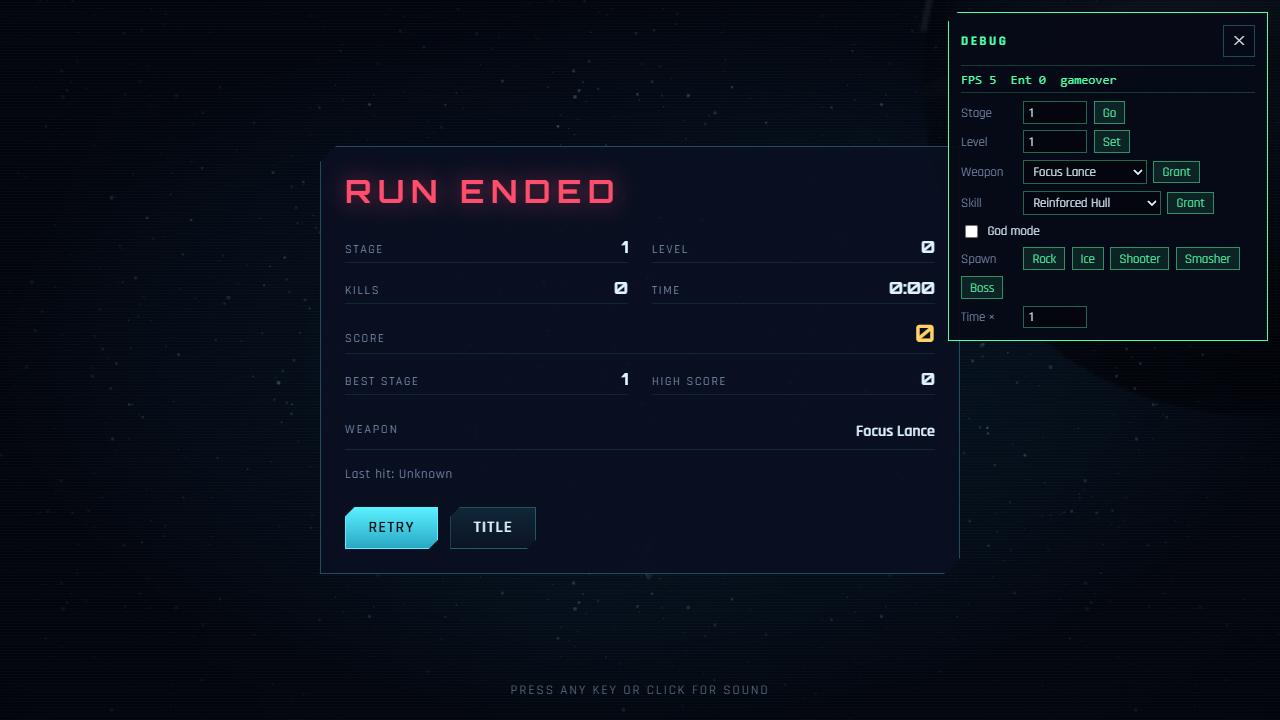 DEBUG
×
FPS 5 Ent 0 gameover
Stage 1 Go
Level 1 Set
Weapon Focus Lance Grant
Skill Reinforced Hull Grant
God mode
Spawn Rock Ice Shooter Smasher
Boss
Time × 1
RUN ENDED
STAGE 1 LEVEL 0
KILLS 0 TIME 0:00
SCORE 0
BEST STAGE 1 HIGH SCORE 0
WEAPON Focus Lance
Last hit: Unknown
RETRY TITLE
PRESS ANY KEY OR CLICK FOR SOUND